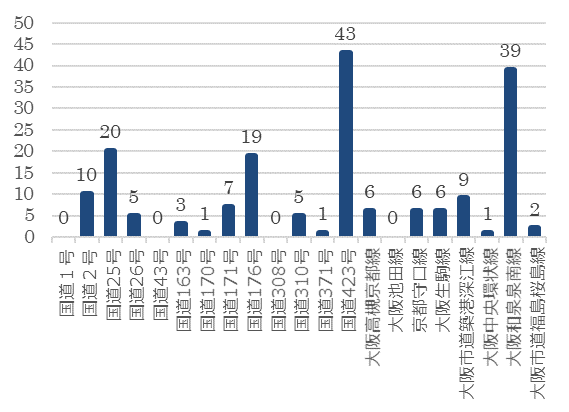 50
45
40
35
30
25
20
15
10
5
0
0
10
20
5
0
3
1
7
19
0
5
1
43
6
0
6
6
9
1
39
2
国道1号
国道2号
国道25号
国道26号
国道43号
国道163号
国道170号
国道171号
国道176号
国道308号
国道310号
国道371号
国道423号
大阪高槻京都線
大阪池田線
京都守口線
大阪生駒線
大阪市道築港深江線
大阪中央環状線
大阪和泉泉南線
大阪市道福島桜島線